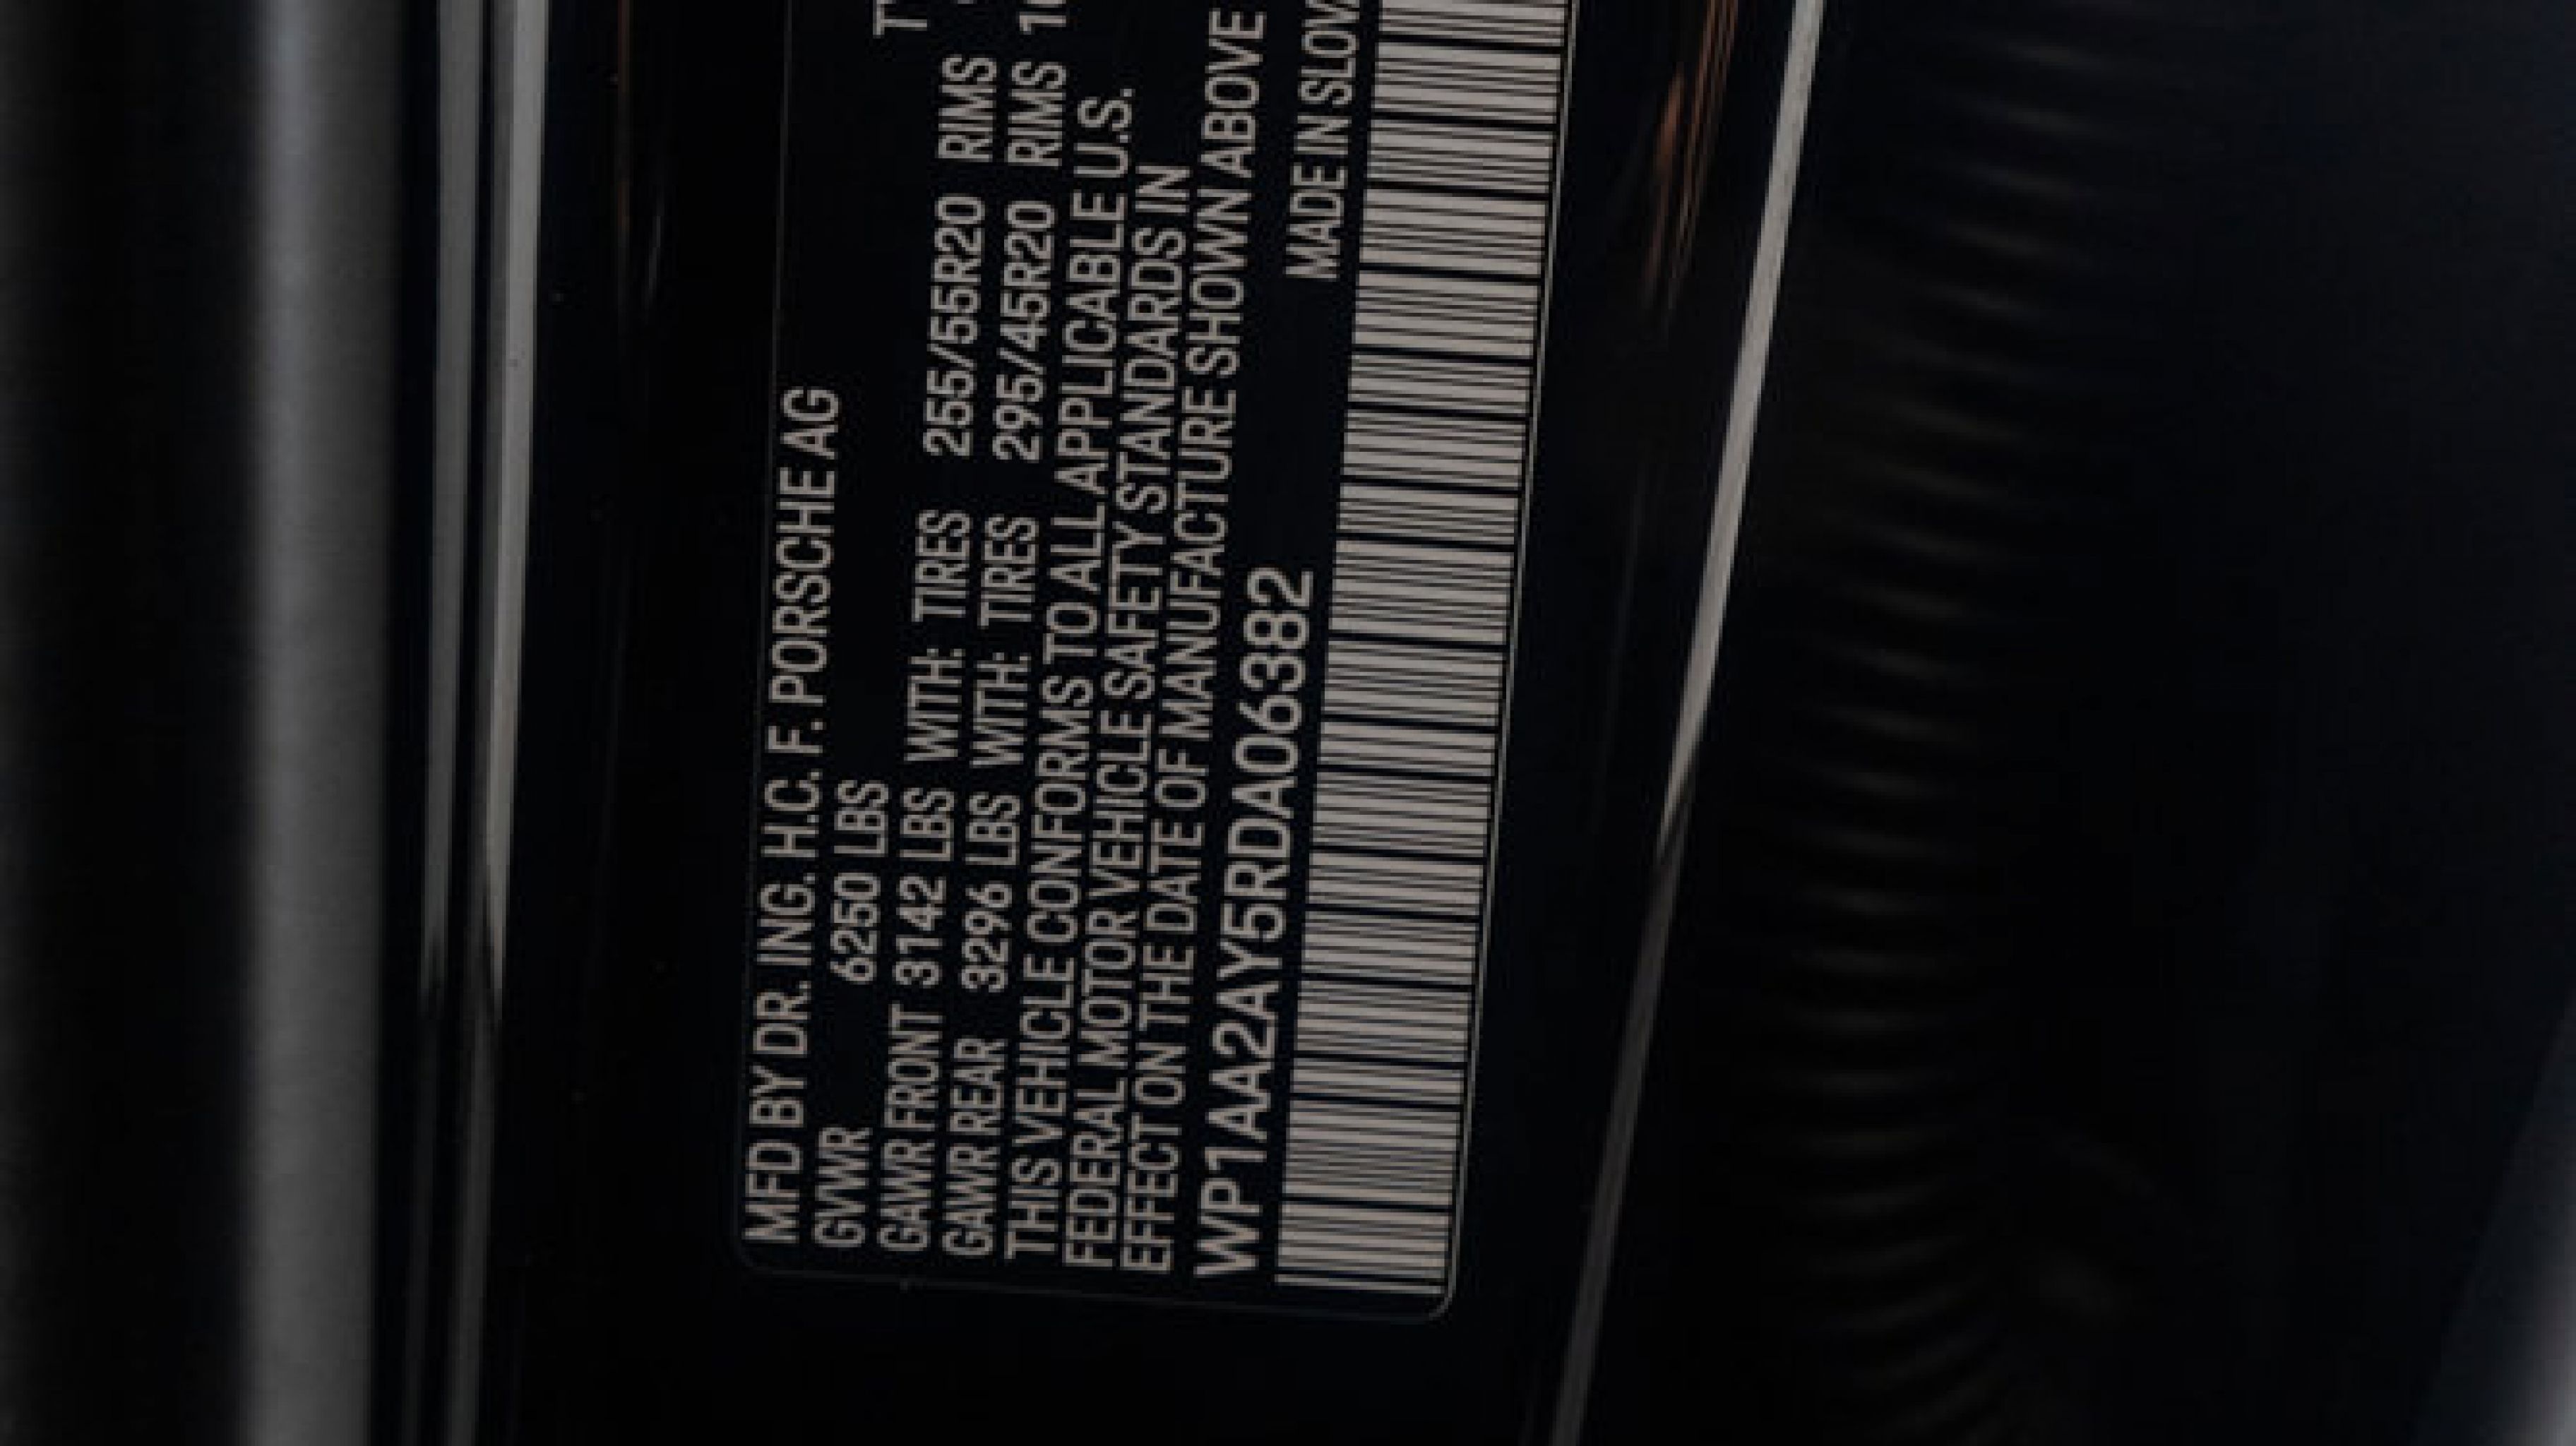 MFD BY DR. ING. H.C. F. PORSCHE AG
GVWR 6250 LBS
GAWR FRONT 3142 LBS WITH: TIRES 255/55R20 RIMS
GAWR REAR 3296 LBS WITH: TIRES 295/45R20 RIMS
THIS VEHICLE CONFORMS TO ALL APPLICABLE U.S.
FEDERAL MOTOR VEHICLE SAFETY STANDARDS IN
EFFECT ON THE DATE OF MANUFACTURE SHOWN ABOVE
WP1AA2AY5RDA06382
MADE IN